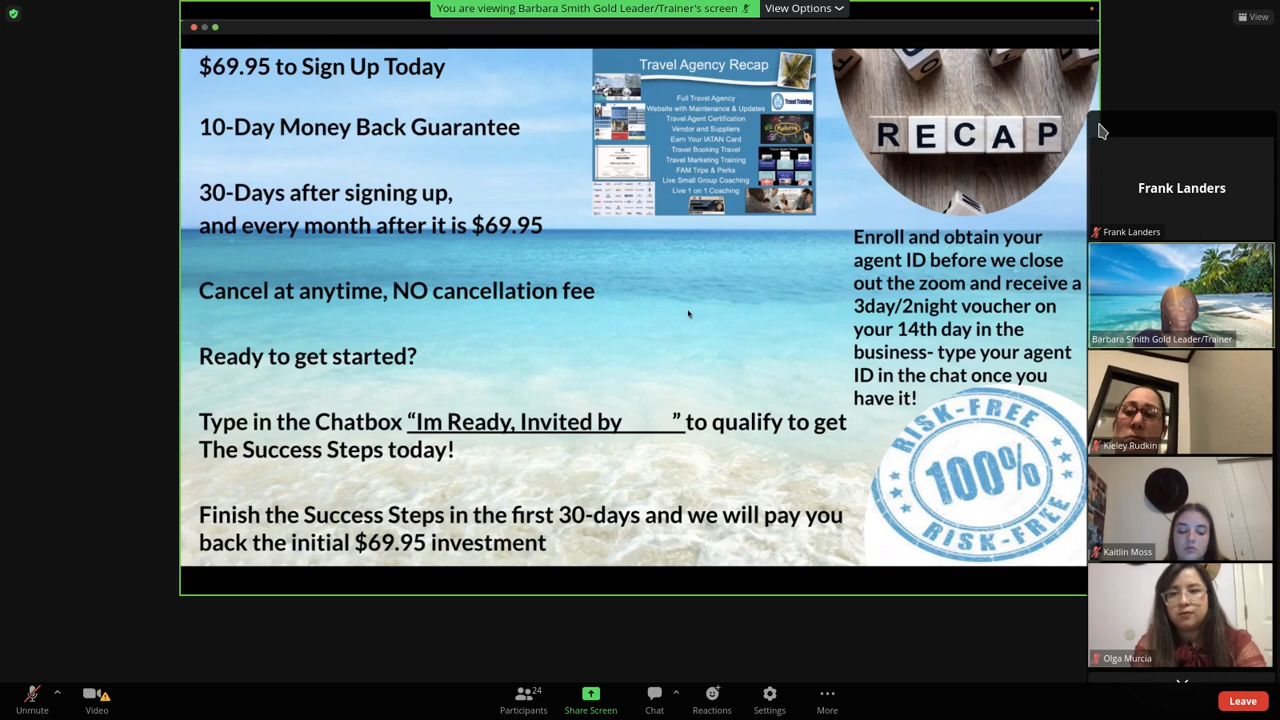 You are viewing Barbara Smith Gold Leader/Trainer's screen
View Options
View
$69.95 to Sign Up Today
10-Day Money Back Guarantee
30-Days after signing up,
and every month after it is $69.95
Cancel at anytime, NO cancellation fee
Ready to get started?
Type in the Chatbox “Im Ready, Invited by ” to qualify to get
The Success Steps today!
Finish the Success Steps in the first 30-days and we will pay you
back the initial $69.95 investment
Travel Agency Recap
Full Travel Agency
Website with Maintenance & Updates
Travel Agent Certification
Vendor and Suppliers
Earn Your IATAN Card
Travel Booking Travel
Travel Marketing Training
FAM Trips & Perks
Live Small Group Coaching
Live 1 on 1 Coaching
Travel Training
RECAP
Enroll and obtain your
agent ID before we close
out the zoom and receive a
3day/2night voucher on
your 14th day in the
business- type your agent
ID in the chat once you
have it!
RISK-FREE
100%
RISK-FREE
Frank Landers
Frank Landers
Barbara Smith Gold Leader/Trainer
Kieley Rudkin
Kaitlin Moss
Olga Murcia
Unmute
Video
24
Participants
Share Screen
Chat
Reactions
Settings
More
Leave